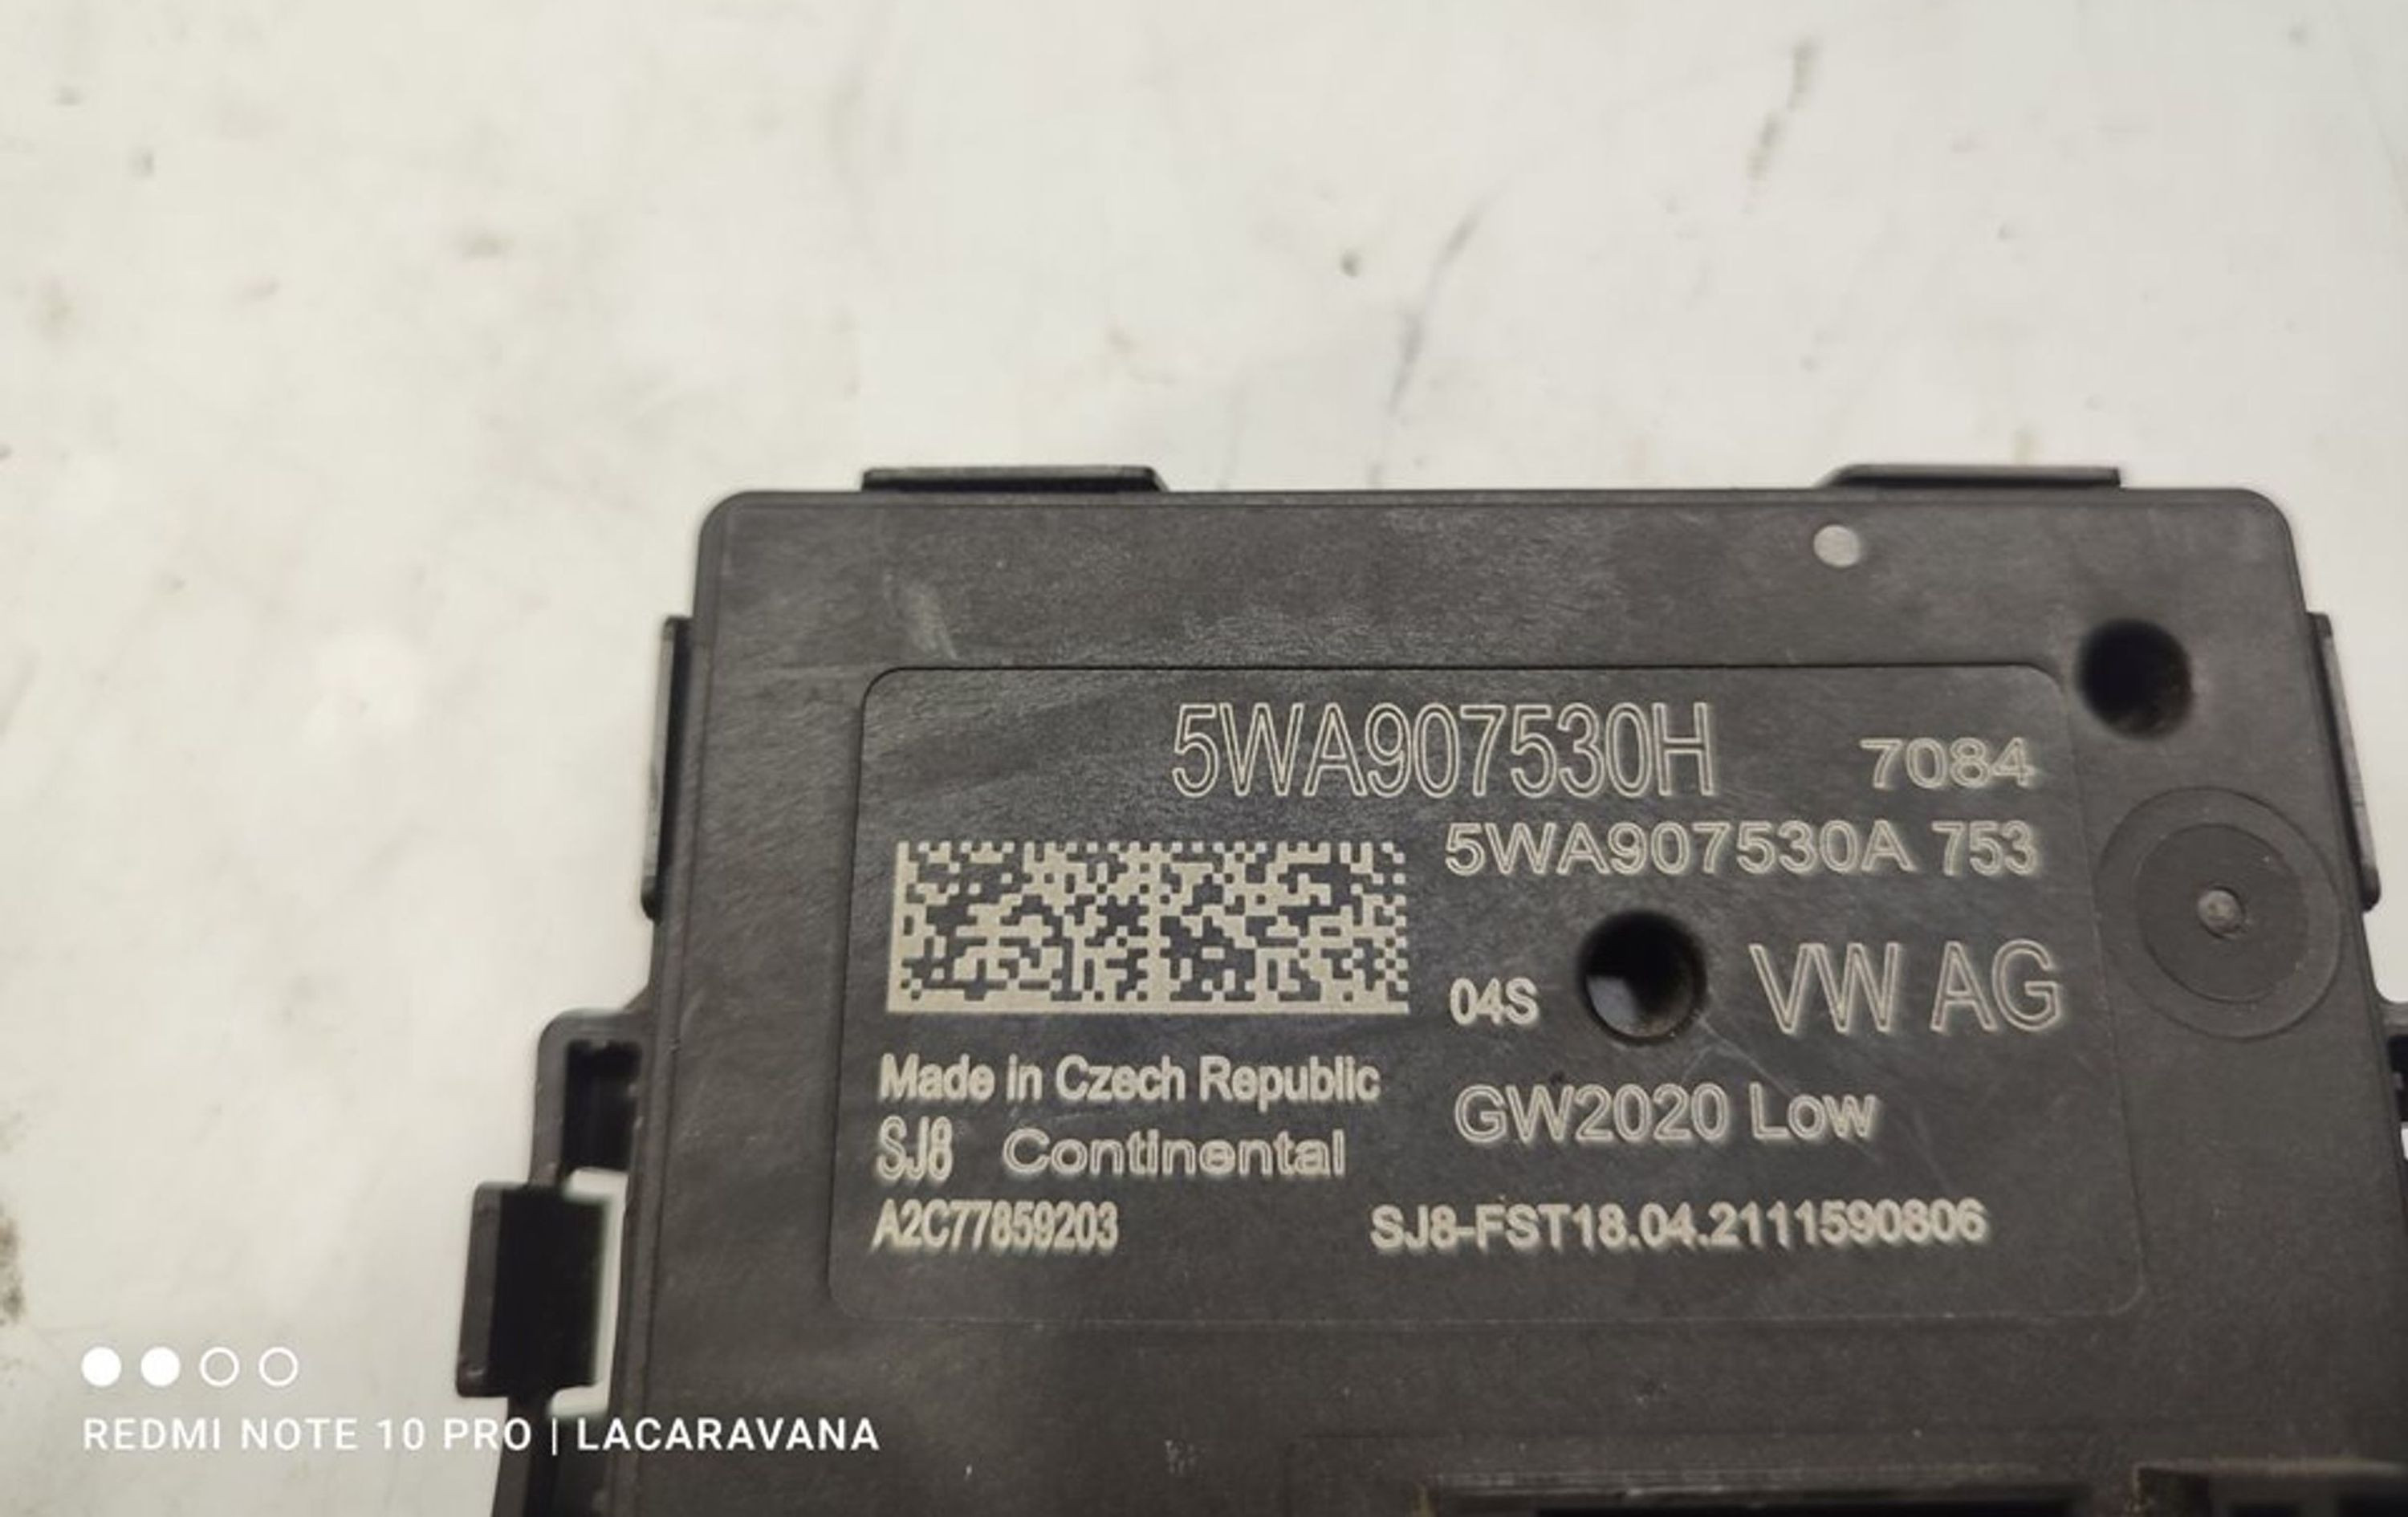 5WA907530H 7084
5WA907530A 753
04S VW AG
Made in Czech Republic
GW2020 Low
SJ8 Continental
A2C77859203 SJ8-FST18.04.2111590806
REDMI NOTE 10 PRO | LACARAVANA